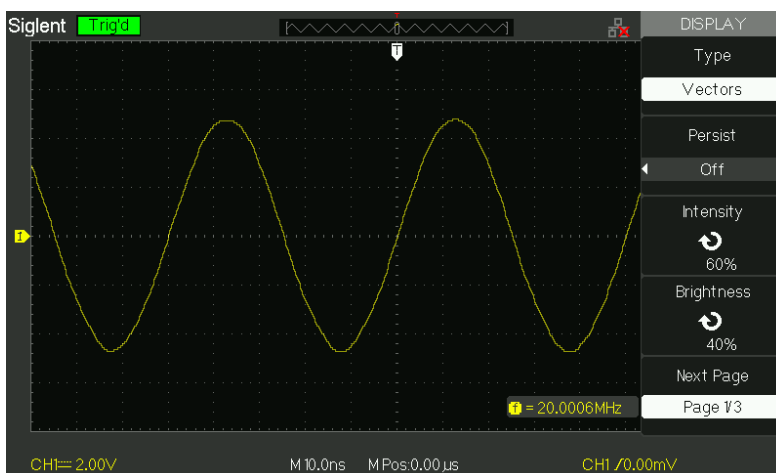 Siglent Trig'd
T
DISPLAY
Type
Vectors
Persist
Off
Intensity
60%
Brightness
40%
Next Page
Page 1/3
1
f = 20.0006MHz
CH1 2.00V M 10.0ns M Pos:0.00µs CH1 /0.00mV